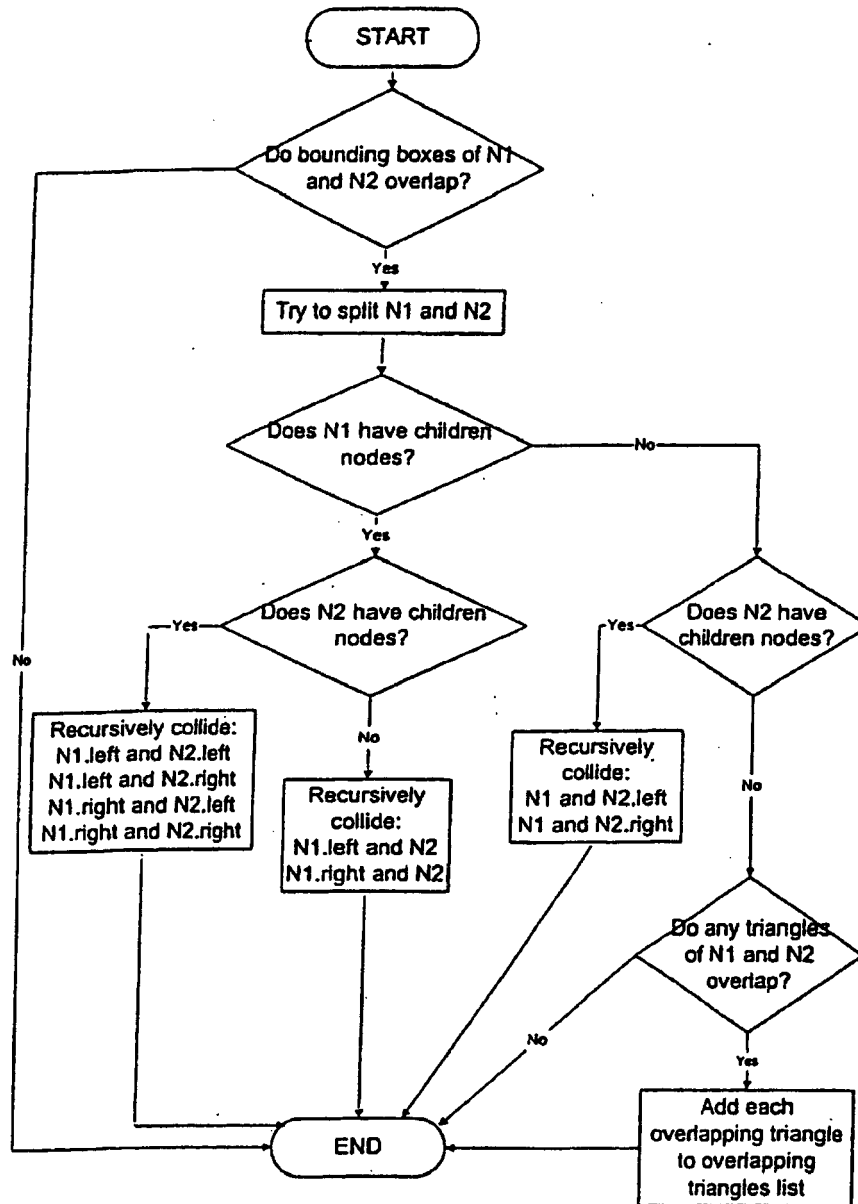 START
Do bounding boxes of N1
and N2 overlap?
Yes
Try to split N1 and N2
Does N1 have children
nodes?
No
Yes
Does N2 have children
nodes?
Does N2 have
children nodes?
Yes
Yes
No
Recursively collide:
N1.left and N2.left
N1.left and N2.right
N1.right and N2.left
N1.right and N2.right
No
Recursively
collide:
N1.left and N2
N1.right and N2
Recursively
collide:
N1 and N2.left
N1 and N2.right
No
Do any triangles
of N1 and N2
overlap?
No
Yes
Add each
overlapping triangle
to overlapping
triangles list
END